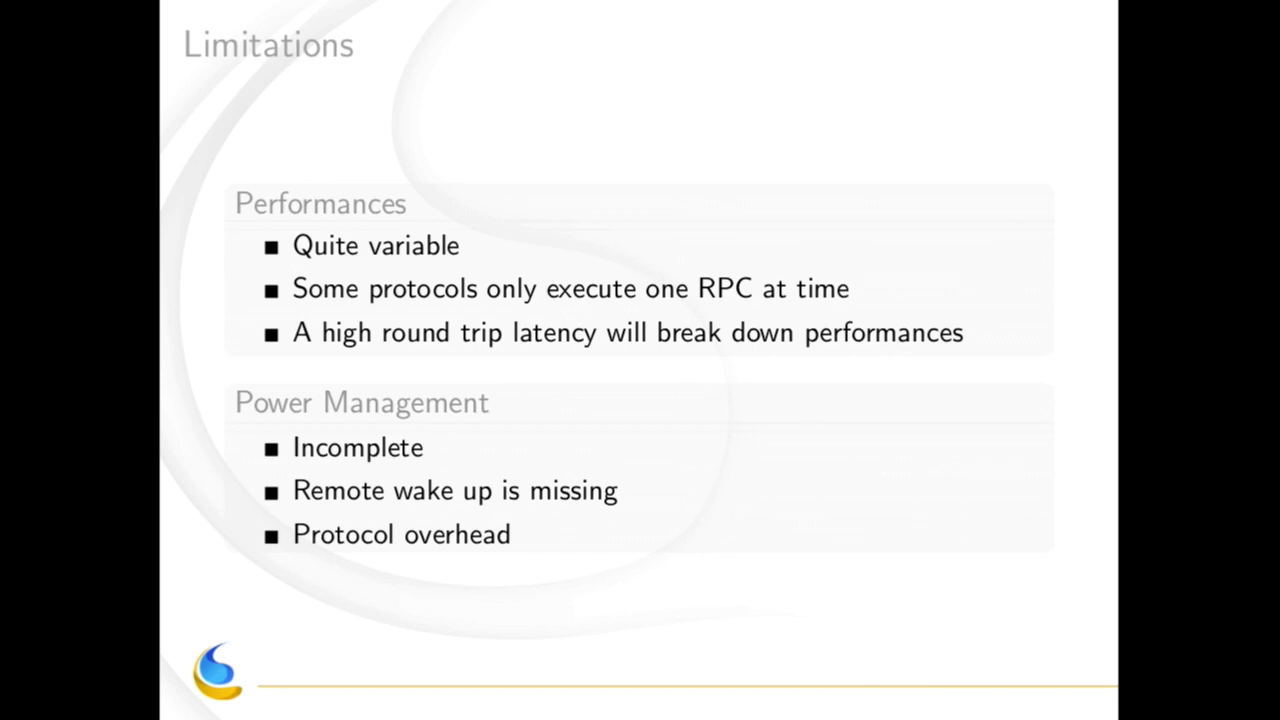 Limitations
Performances
Quite variable
Some protocols only execute one RPC at time
A high round trip latency will break down performances
Power Management
Incomplete
Remote wake up is missing
Protocol overhead